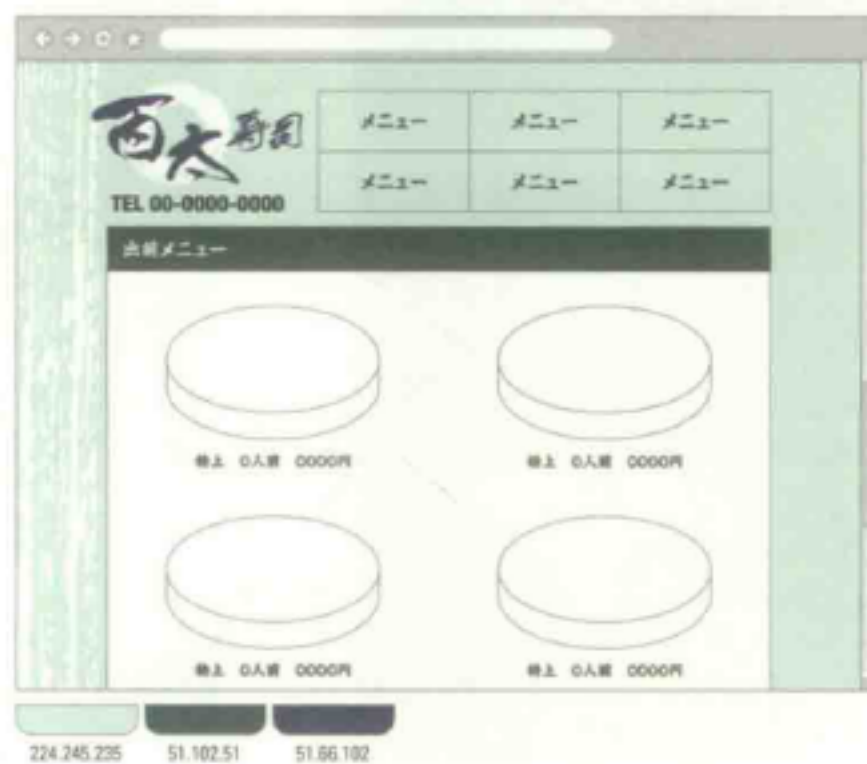 百太 寿司
TEL 00-0000-0000
メニュー メニュー メニュー
メニュー メニュー メニュー
出前メニュー
特上 0人前 0000円 特上 0人前 0000円
特上 0人前 0000円 特上 0人前 0000円
224.245.235 51.102.51 51.66.102